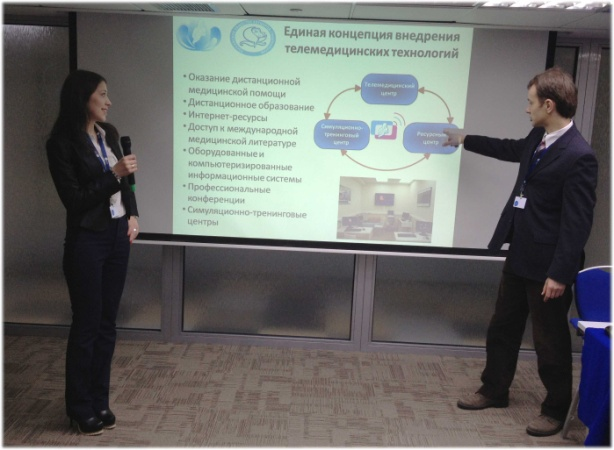 Единая концепция внедрения
телемедицинских технологий
• Оказание дистанционной
медицинской помощи
• Дистанционное образование
• Интернет-ресурсы
• Доступ к международной
медицинской литературе
• Оборудованные и
компьютеризированные
информационные системы
• Профессиональные
конференции
• Симуляционно-тренинговые
центры
Телемедицинский
центр
Симуляционно-
тренинговый
центр
центр